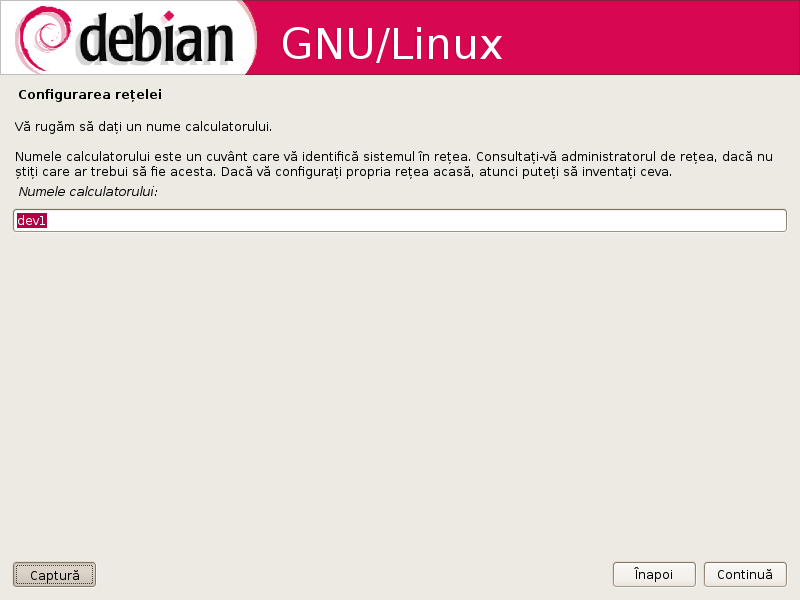 debian GNU/Linux
Configurarea rețelei
Vă rugăm să dați un nume calculatorului.
Numele calculatorului este un cuvânt care vă identifică sistemul în rețea. Consultați-vă administratorul de rețea, dacă nu
știți care ar trebui să fie acesta. Dacă vă configurați propria rețea acasă, atunci puteți să inventați ceva.
Numele calculatorului:
dev1
Captură Înapoi Continuă